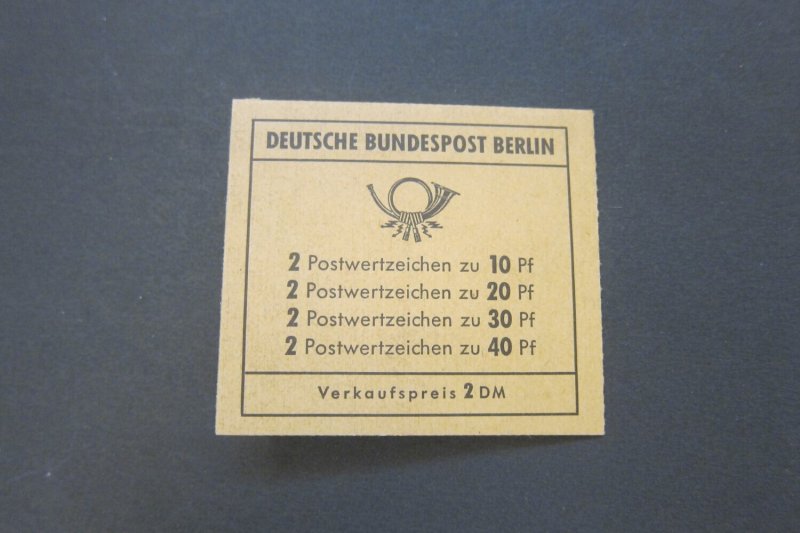 DEUTSCHE BUNDESPOST BERLIN
2 Postwertzeichen zu 10 Pf
2 Postwertzeichen zu 20 Pf
2 Postwertzeichen zu 30 Pf
2 Postwertzeichen zu 40 Pf
Verkaufspreis 2 DM